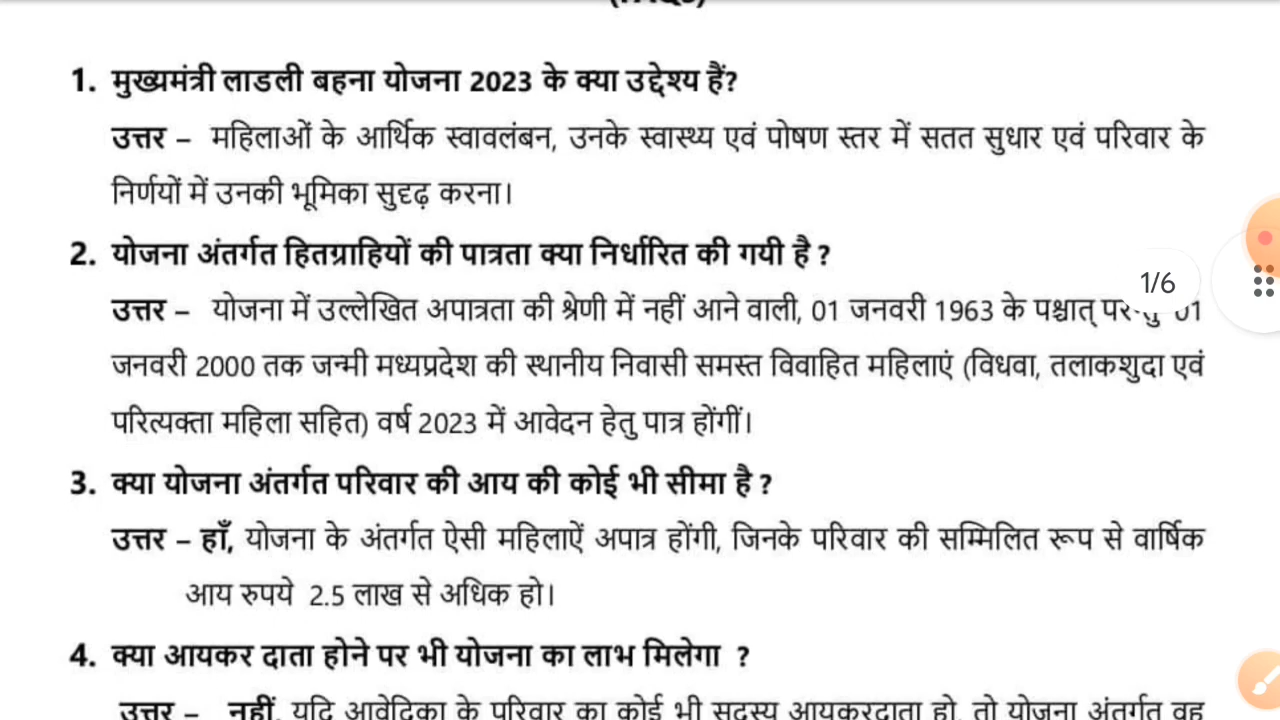 1. मुख्यमंत्री लाडली बहना योजना 2023 के क्या उद्देश्य हैं?
उत्तर – महिलाओं के आर्थिक स्वावलंबन, उनके स्वास्थ्य एवं पोषण स्तर में सतत सुधार एवं परिवार के
निर्णयों में उनकी भूमिका सुदृढ़ करना।
2. योजना अंतर्गत हितग्राहियों की पात्रता क्या निर्धारित की गयी है ?
1/6
उत्तर – योजना में उल्लेखित अपात्रता की श्रेणी में नहीं आने वाली, 01 जनवरी 1963 के पश्चात् 01
जनवरी 2000 तक जन्मी मध्यप्रदेश की स्थानीय निवासी समस्त विवाहित महिलाएं (विधवा, तलाकशुदा एवं
परित्यक्ता महिला सहित) वर्ष 2023 में आवेदन हेतु पात्र होंगीं।
3. क्या योजना अंतर्गत परिवार की आय की कोई भी सीमा है ?
उत्तर – हाँ, योजना के अंतर्गत ऐसी महिलाऐं अपात्र होंगी, जिनके परिवार की सम्मिलित रूप से वार्षिक
आय रुपये 2.5 लाख से अधिक हो।
4. क्या आयकर दाता होने पर भी योजना का लाभ मिलेगा ?
उत्तर – नहीं, यदि आवेदिका के परिवार का कोई भी सदस्य आयकरदाता हो, तो योजना अंतर्गत वह